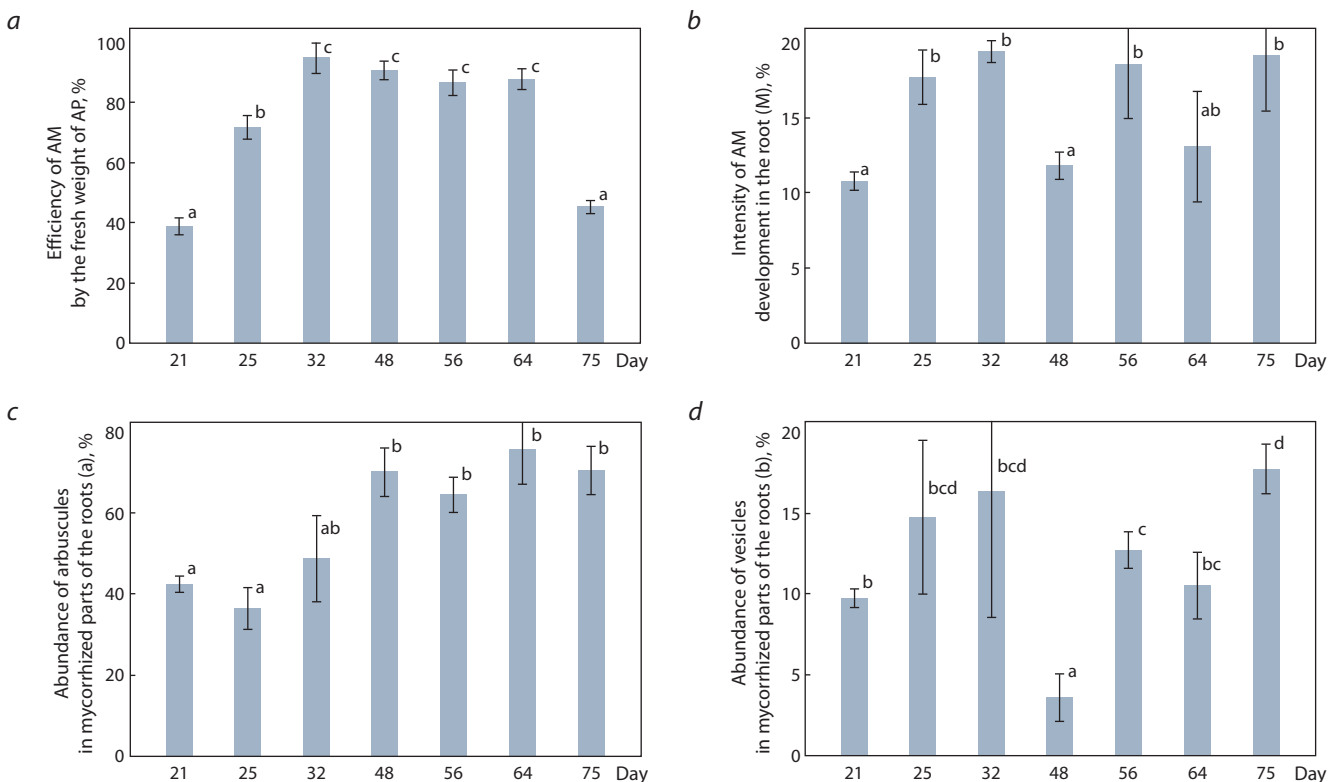 a
Efficiency of AM
by the fresh weight of AP, %
100
80
60
40
20
0
a
b
c
c
c
c
a
21 25 32 48 56 64 75 Day
b
Intensity of AM
development in the root (M), %
20
15
10
5
0
a
b
b
a
b
ab
b
21 25 32 48 56 64 75 Day
c
Abundance of arbuscules
in mycorrhized parts of the roots (a), %
80
60
40
20
0
a
a
ab
b
b
b
b
21 25 32 48 56 64 75 Day
d
Abundance of vesicles
in mycorrhized parts of the roots (b), %
20
15
10
5
0
b
bcd
bcd
a
c
bc
d
21 25 32 48 56 64 75 Day